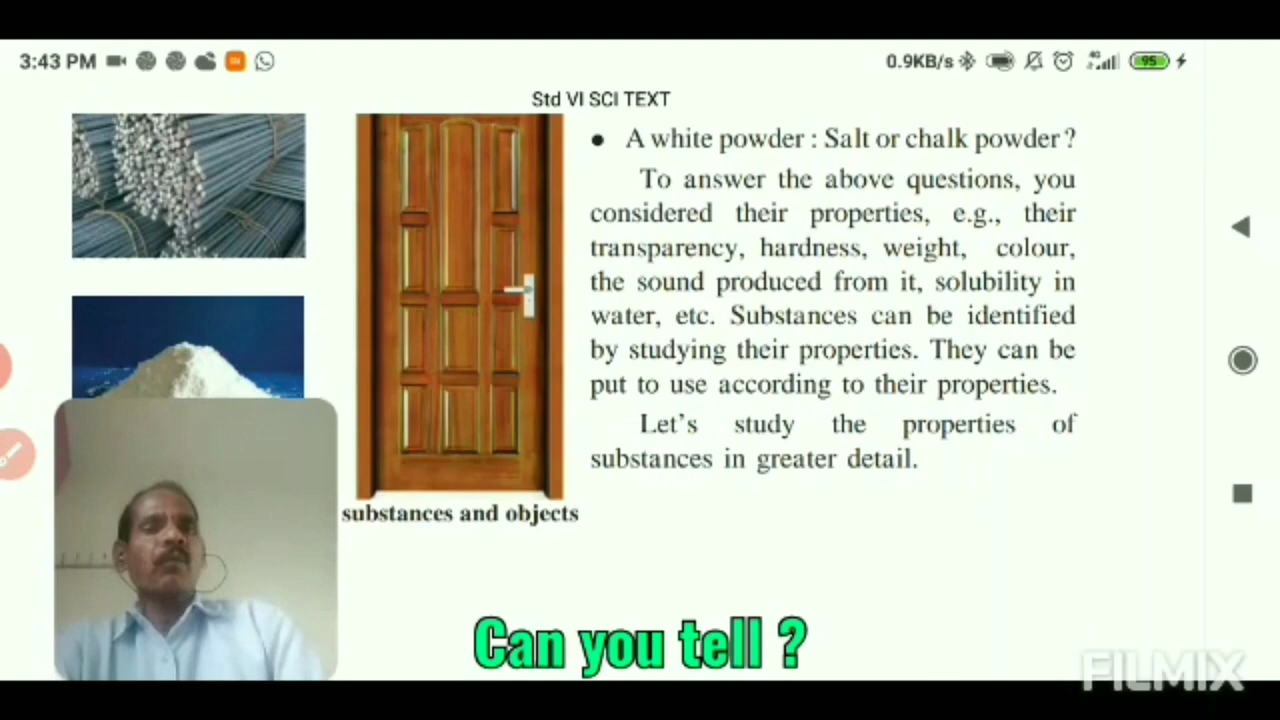 3:43 PM
0.9KB/s
4G
95
Std VI SCI TEXT
• A white powder : Salt or chalk powder ?
To answer the above questions, you
considered their properties, e.g., their
transparency, hardness, weight, colour,
the sound produced from it, solubility in
water, etc. Substances can be identified
by studying their properties. They can be
put to use according to their properties.
Let's study the properties of
substances in greater detail.
substances and objects
Can you tell ?
FILMIX